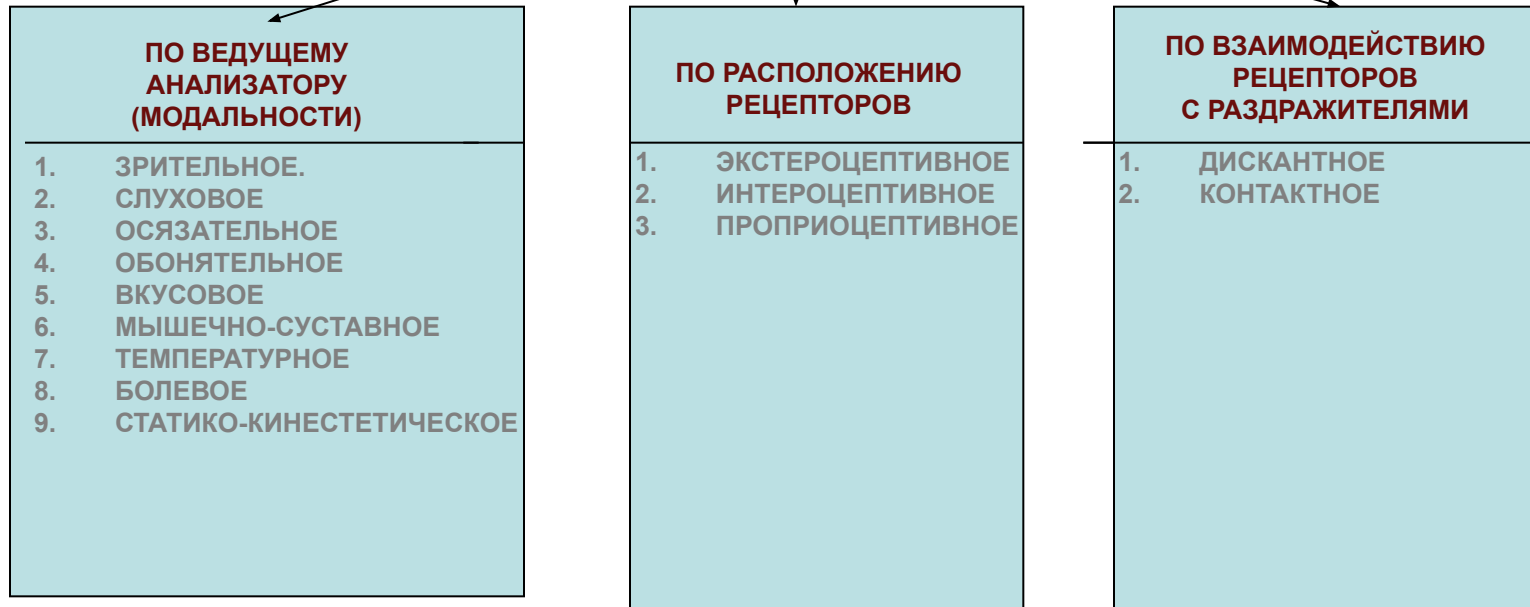 ПО ВЕДУЩЕМУ
АНАЛИЗАТОРУ
(МОДАЛЬНОСТИ)
1. ЗРИТЕЛЬНОЕ.
2. СЛУХОВОЕ
3. ОСЯЗАТЕЛЬНОЕ
4. ОБОНЯТЕЛЬНОЕ
5. ВКУСОВОЕ
6. МЫШЕЧНО-СУСТАВНОЕ
7. ТЕМПЕРАТУРНОЕ
8. БОЛЕВОЕ
9. СТАТИКО-КИНЕСТЕТИЧЕСКОЕ
ПО РАСПОЛОЖЕНИЮ
РЕЦЕПТОРОВ
1. ЭКСТЕРОЦЕПТИВНОЕ
2. ИНТЕРОЦЕПТИВНОЕ
3. ПРОПРИОЦЕПТИВНОЕ
ПО ВЗАИМОДЕЙСТВИЮ
РЕЦЕПТОРОВ
С РАЗДРАЖИТЕЛЯМИ
1. ДИСКАНТНОЕ
2. КОНТАКТНОЕ